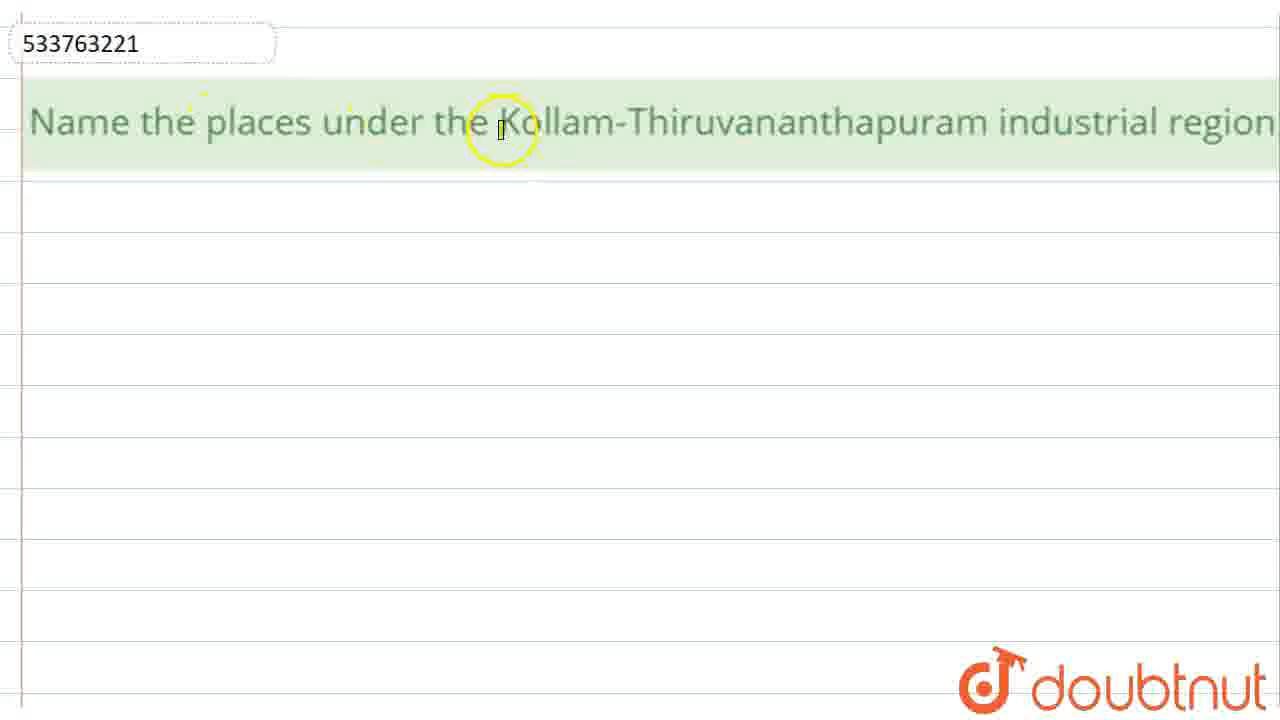 533763221
Name the places under the Kollam-Thiruvananthapuram industrial region
doubtnut